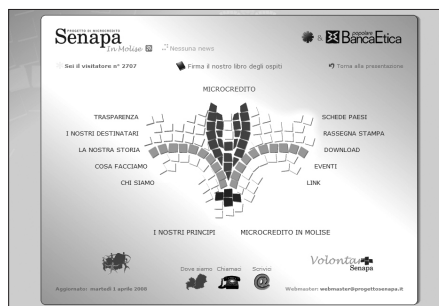 PROGETTO DI MICROCREDITO
Senapa
In Molise
Nessuna news
& popolare
BancaEtica
Sei il visitatore n° 2707
Firma il nostro libro degli ospiti
Torna alla presentazione
MICROCREDITO
TRASPARENZA
I NOSTRI DESTINATARI
LA NOSTRA STORIA
COSA FACCIAMO
CHI SIAMO
SCHEDE PAESI
RASSEGNA STAMPA
DOWNLOAD
EVENTI
LINK
I NOSTRI PRINCIPI
MICROCREDITO IN MOLISE
Volontari
Senapa
Dove siamo Chiamaci Scrivio
Aggiornato: martedì 1 aprile 2008
Webmaster: webmaster@progettosenapa.it